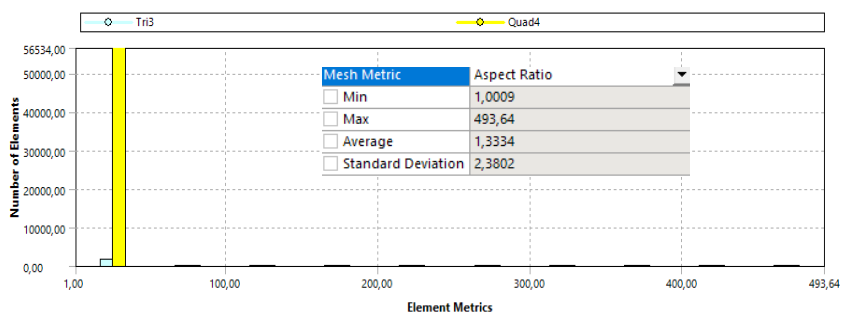 Tri3 Quad4
56534,00
50000,00
40000,00
30000,00
20000,00
10000,00
0,00
Number of Elements
Mesh Metric Aspect Ratio
Min 1,0009
Max 493,64
Average 1,3334
Standard Deviation 2,3802
1,00 100,00 200,00 300,00 400,00 493,64
Element Metrics